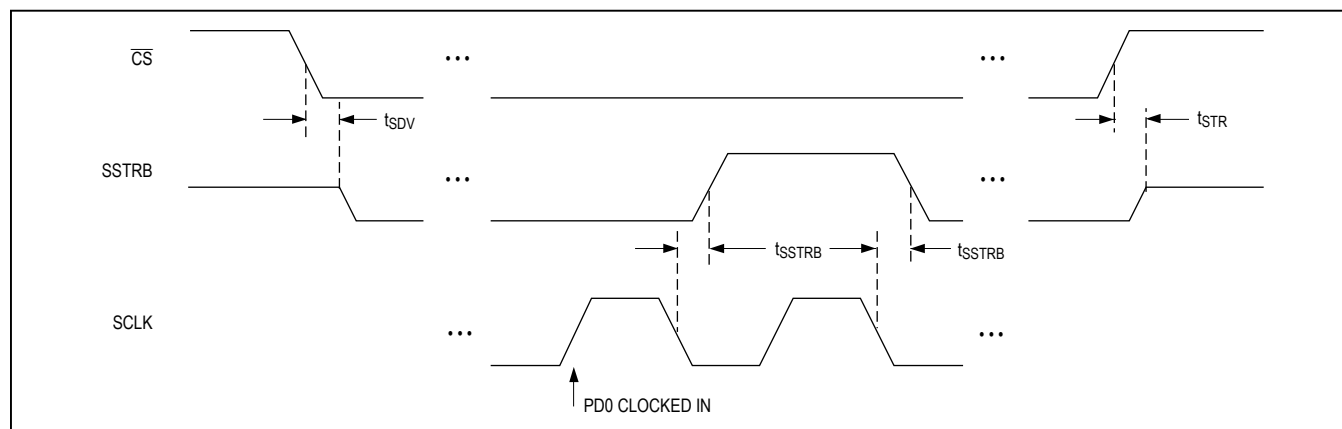 CS
... ...
tSDV tSTR
SSTRB
... ...
tSSTRB tSSTRB
SCLK
... ...
PD0 CLOCKED IN